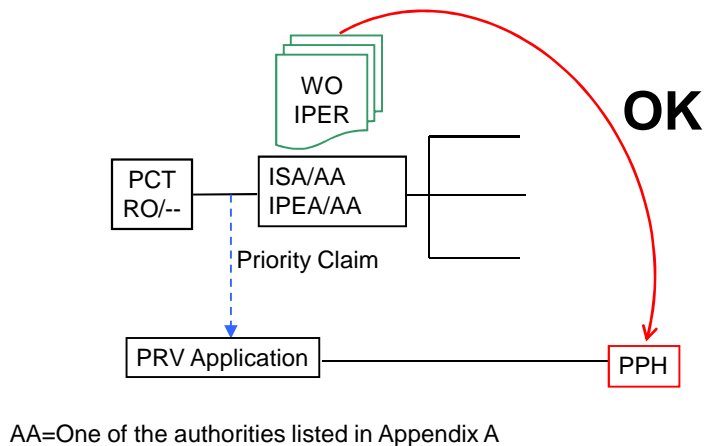 WO
IPER
OK
PCT
RO/--
ISA/AA
IPEA/AA
Priority Claim
PRV Application
PPH
AA=One of the authorities listed in Appendix A